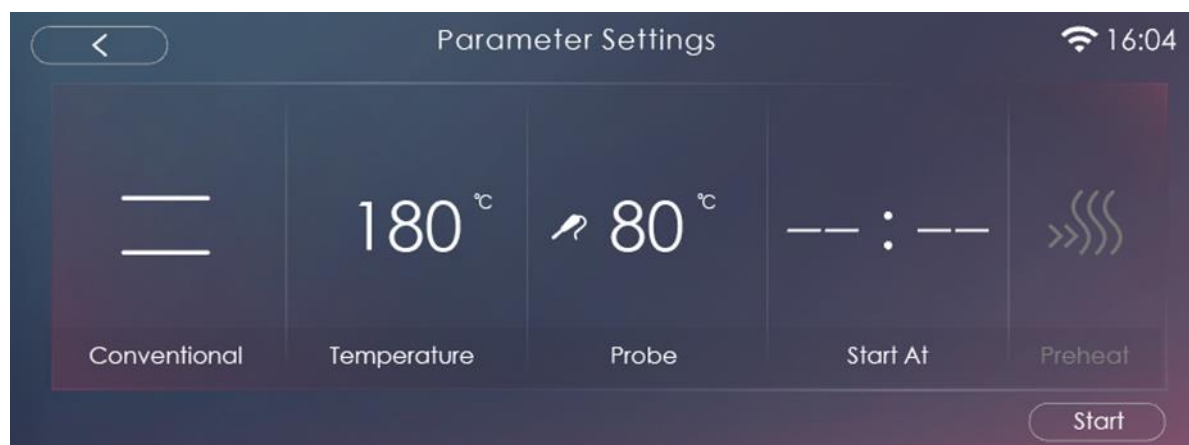 Parameter Settings
16:04
180 °C
80 °C
-- : --
Conventional
Temperature
Probe
Start At
Preheat
Start